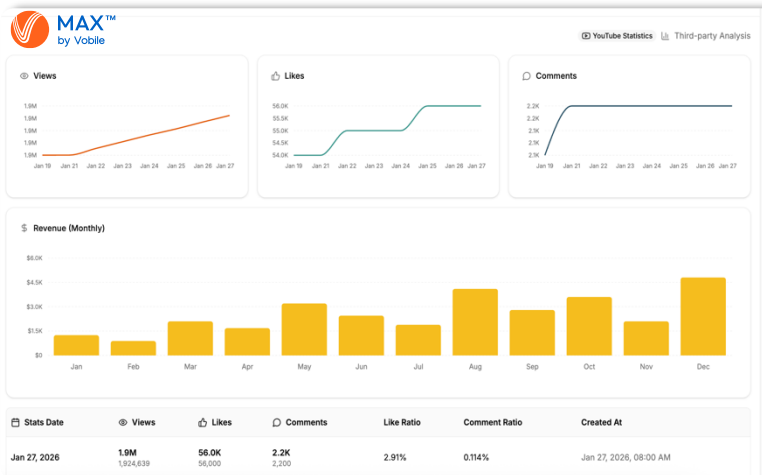 MAX™
by Vobile
YouTube Statistics Third-party Analysis
Views
1.9M
1.9M
1.9M
1.9M
1.9M
Jan 19 Jan 21 Jan 22 Jan 23 Jan 24 Jan 25 Jan 26 Jan 27
Likes
56.0K
55.5K
55.0K
54.5K
54.0K
Jan 19 Jan 21 Jan 22 Jan 23 Jan 24 Jan 25 Jan 26 Jan 27
Comments
2.2K
2.2K
2.1K
2.1K
2.1K
Jan 19 Jan 21 Jan 22 Jan 23 Jan 24 Jan 25 Jan 26 Jan 27
$ Revenue (Monthly)
$6.0K
$4.5K
$3.0K
$1.5K
$0
Jan Feb Mar Apr May Jun Jul Aug Sep Oct Nov Dec
Stats Date Views Likes Comments Like Ratio Comment Ratio Created At
Jan 27, 2026 1.9M 56.0K 2.2K 2.91% 0.114% Jan 27, 2026, 08:00 AM
1,924,639 56,000 2,200